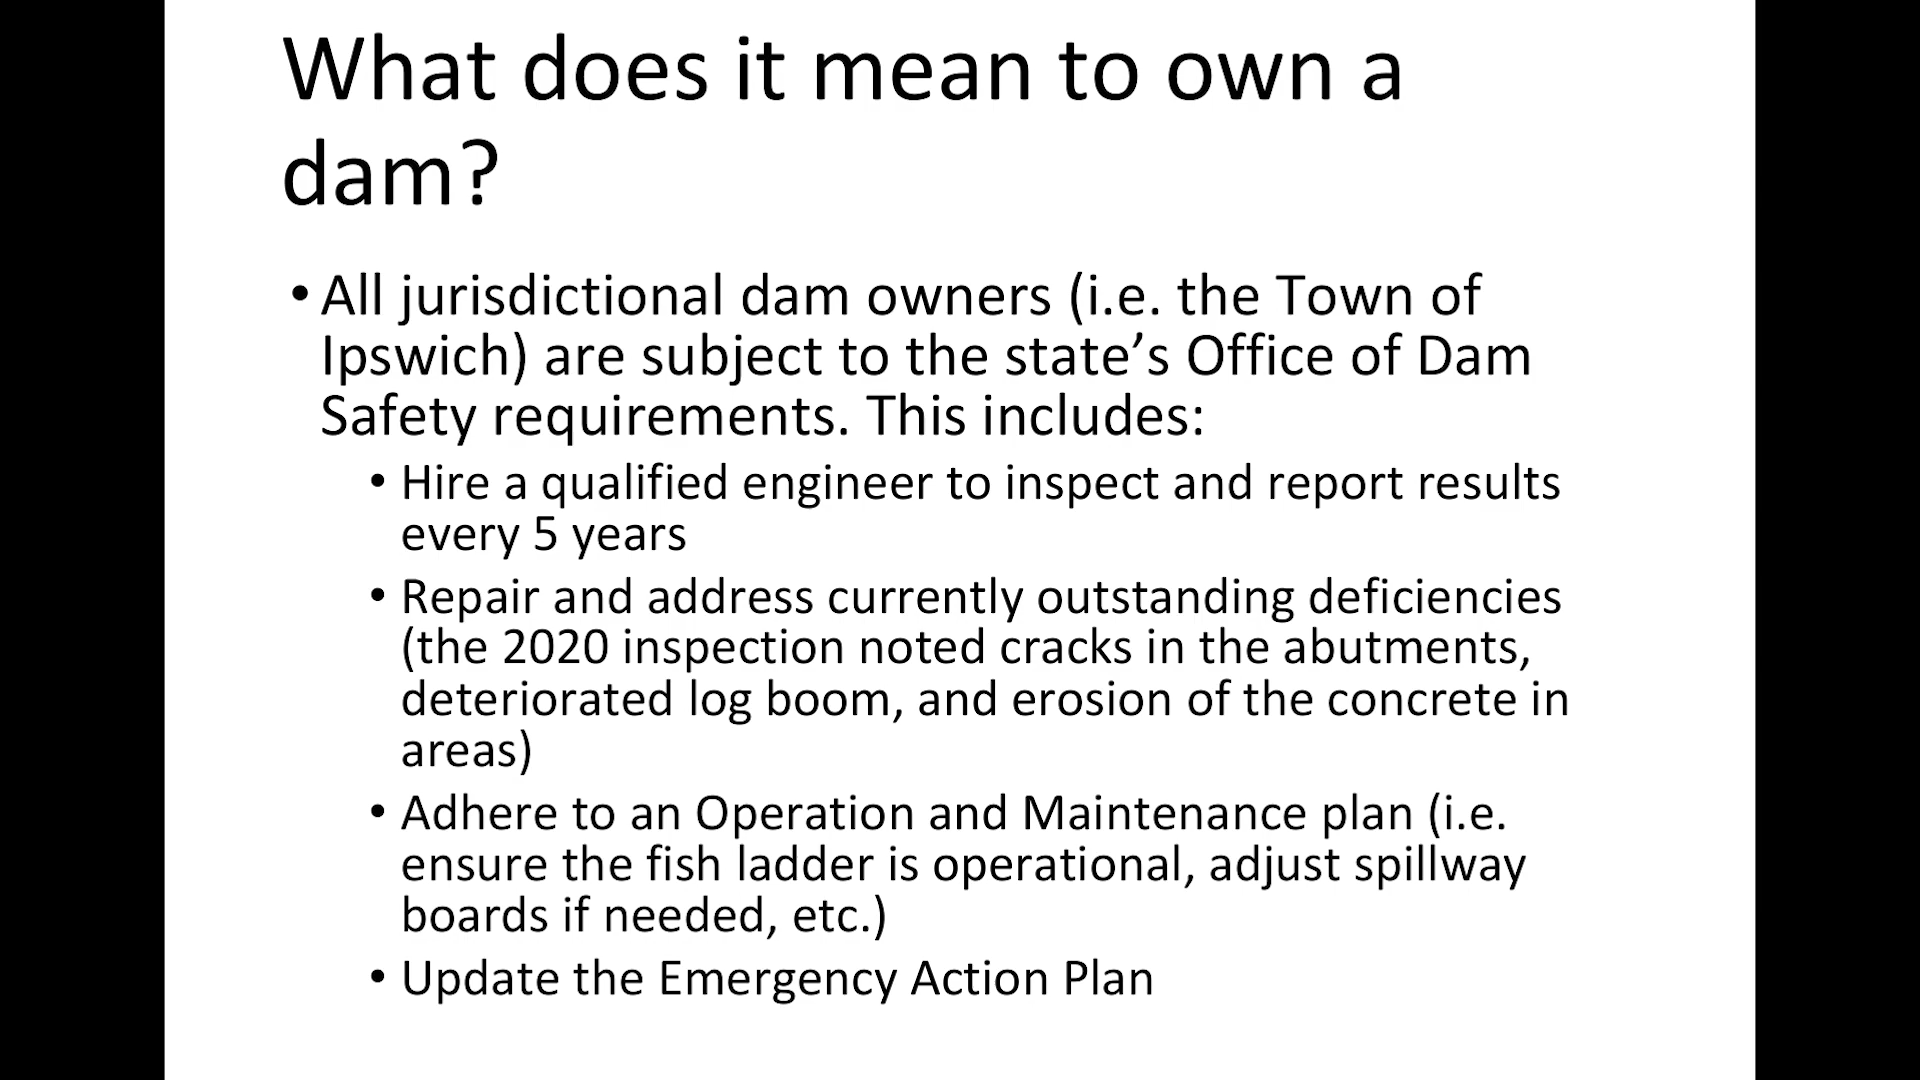 What does it mean to own a
dam?
• All jurisdictional dam owners (i.e. the Town of
Ipswich) are subject to the state’s Office of Dam
Safety requirements. This includes:
• Hire a qualified engineer to inspect and report results
every 5 years
• Repair and address currently outstanding deficiencies
(the 2020 inspection noted cracks in the abutments,
deteriorated log boom, and erosion of the concrete in
areas)
• Adhere to an Operation and Maintenance plan (i.e.
ensure the fish ladder is operational, adjust spillway
boards if needed, etc.)
• Update the Emergency Action Plan